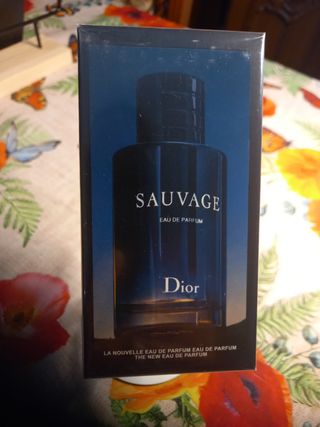 SAUVAGE
EAU DE PARFUM
Dior
LA NOUVELLE EAU DE PARFUM EAU DE PARFUM
THE NEW EAU DE PARFUM